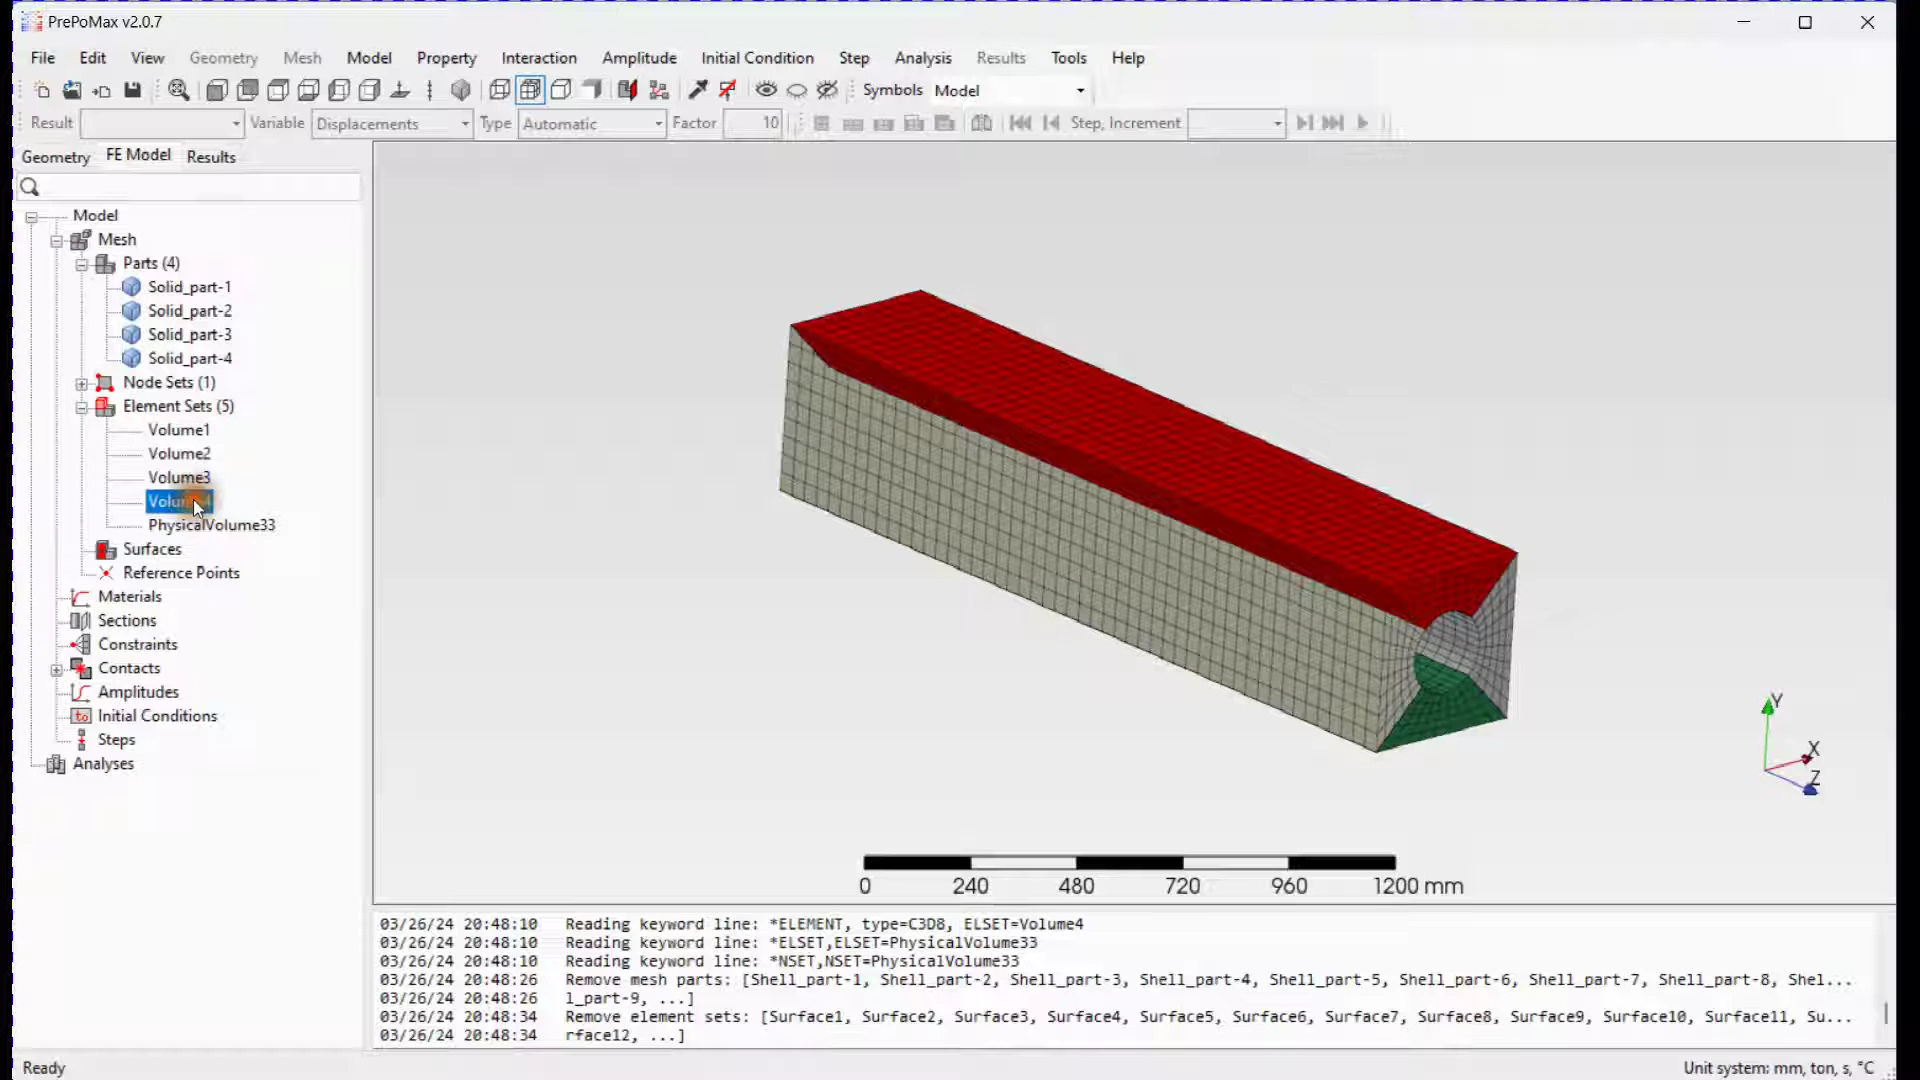 PrePoMax v2.0.7
File Edit View Geometry Mesh Model Property Interaction Amplitude Initial Condition Step Analysis Results Tools Help
Symbols Model
Result Variable Displacements Type Automatic Factor 10 Step, Increment
Geometry FE Model Results
Model
Mesh
Parts (4)
Solid_part-1
Solid_part-2
Solid_part-3
Solid_part-4
Node Sets (1)
Element Sets (5)
Volume1
Volume2
Volume3
Volume4
PhysicalVolume33
Surfaces
Reference Points
Materials
Sections
Constraints
Contacts
Amplitudes
Initial Conditions
Steps
Analyses
Y
X
Z
0 240 480 720 960 1200 mm
03/26/24 20:48:10 Reading keyword line: *ELEMENT, type=C3D8, ELSET=Volume4
03/26/24 20:48:10 Reading keyword line: *ELSET,ELSET=PhysicalVolume33
03/26/24 20:48:10 Reading keyword line: *NSET,NSET=PhysicalVolume33
03/26/24 20:48:26 Remove mesh parts: [Shell_part-1, Shell_part-2, Shell_part-3, Shell_part-4, Shell_part-5, Shell_part-6, Shell_part-7, Shell_part-8, Shel...
03/26/24 20:48:26 l_part-9, ...]
03/26/24 20:48:34 Remove element sets: [Surface1, Surface2, Surface3, Surface4, Surface5, Surface6, Surface7, Surface8, Surface9, Surface10, Surface11, Su...
03/26/24 20:48:34 rface12, ...]
Ready Unit system: mm, ton, s, °C